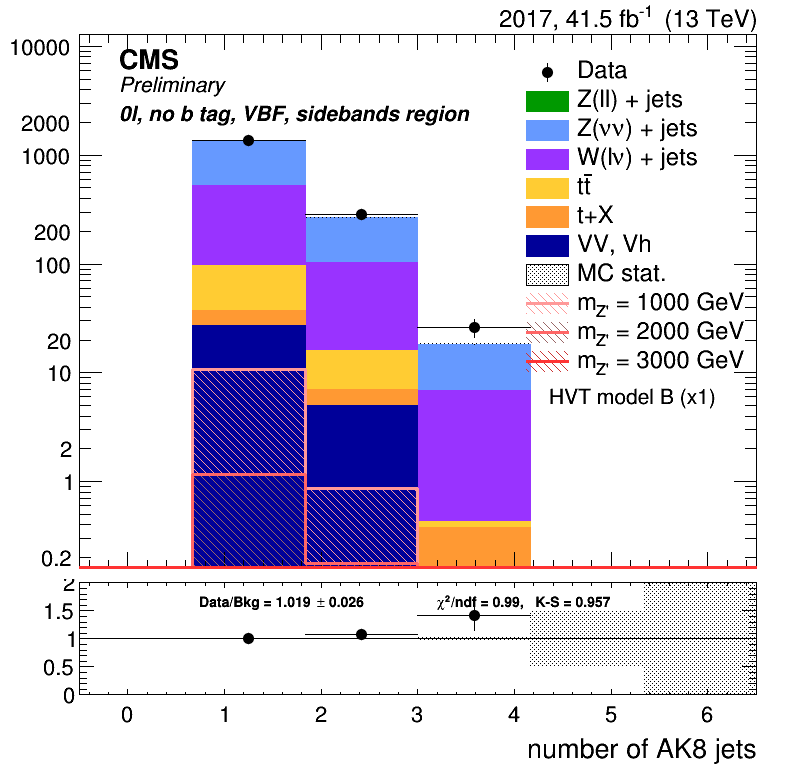 2017, 41.5 fb⁻¹ (13 TeV)
CMS
Preliminary
0l, no b tag, VBF, sidebands region
Data
Z(ll) + jets
Z(νν) + jets
W(lν) + jets
tt̄
t+X
VV, Vh
MC stat.
m_Z' = 1000 GeV
m_Z' = 2000 GeV
m_Z' = 3000 GeV
HVT model B (x1)
10000
2000
1000
200
100
20
10
2
1
0.2
Data/Bkg = 1.019 ± 0.026 χ²/ndf = 0.99, K-S = 0.957
2
1.5
1
0.5
0
0 1 2 3 4 5 6
number of AK8 jets